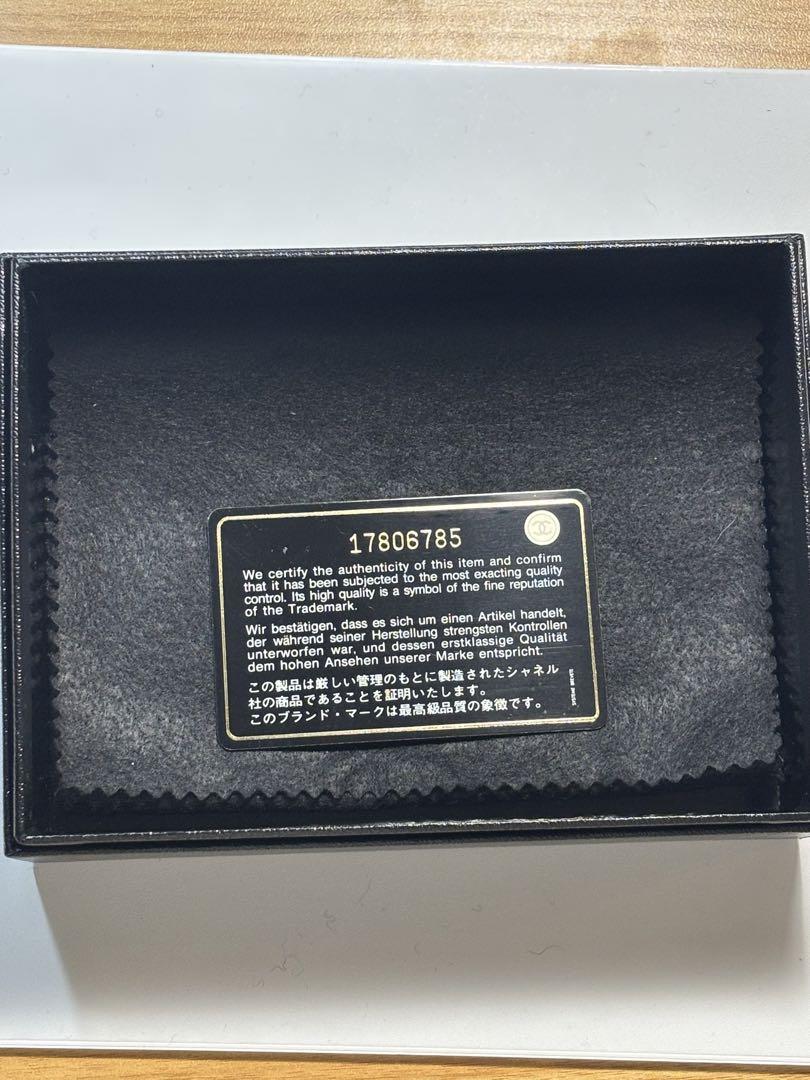 17806785
We certify the authenticity of this item and confirm
that it has been subjected to the most exacting quality
control. Its high quality is a symbol of the fine reputation
of the Trademark.
Wir bestätigen, dass es sich um einen Artikel handelt,
der während seiner Herstellung strengsten Kontrollen
unterworfen war, und dessen erstklassige Qualität
dem hohen Ansehen unserer Marke entspricht.
この製品は厳しい管理のもとに製造されたシャネル
社の商品であることを証明いたします。
このブランド・マークは最高級品質の象徴です。